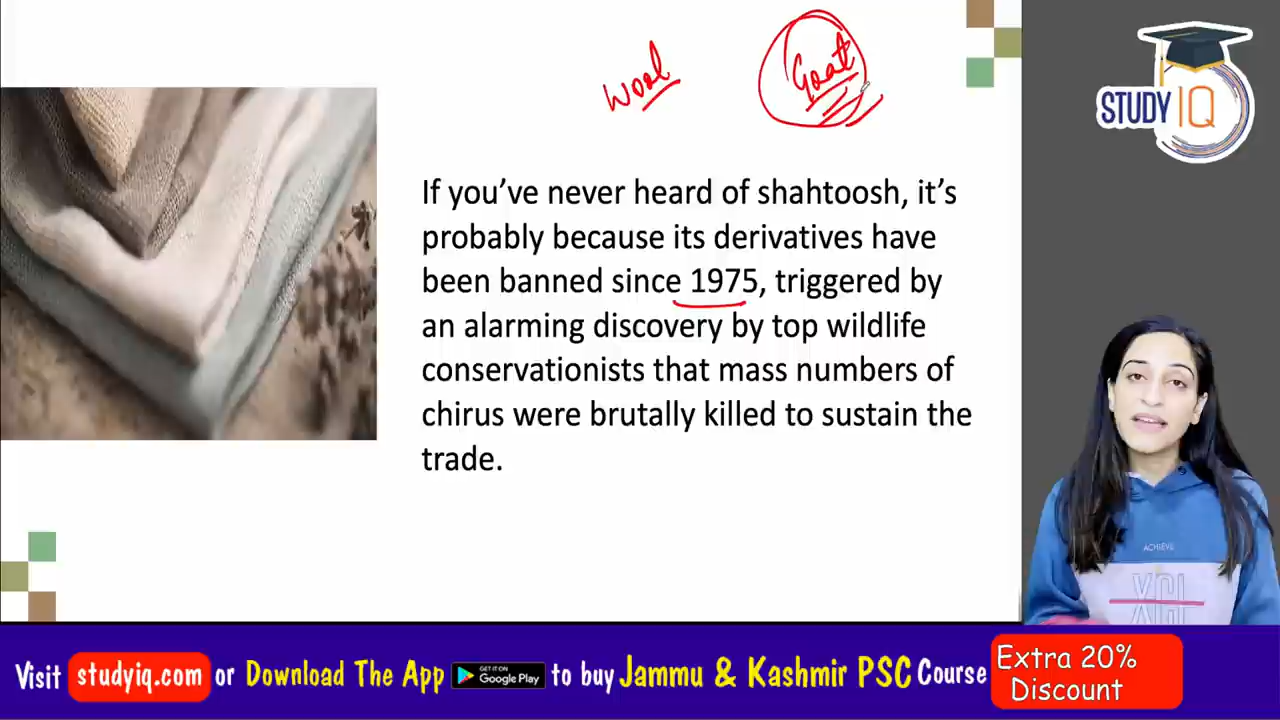 wool
Goat
STUDY IQ
If you’ve never heard of shahtoosh, it’s
probably because its derivatives have
been banned since 1975, triggered by
an alarming discovery by top wildlife
conservationists that mass numbers of
chirus were brutally killed to sustain the
trade.
ACHIEVE
XCI
Visit studyiq.com or Download The App GET IT ON Google Play to buy Jammu & Kashmir PSC Course
Extra 20%
Discount